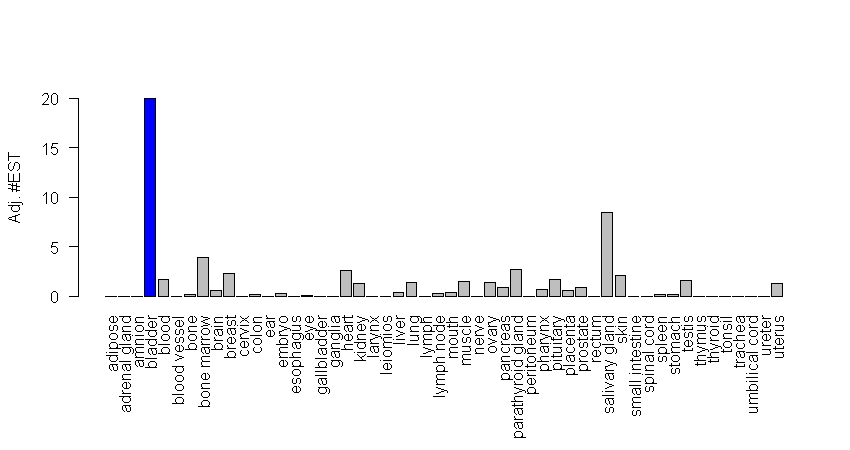 Adj. #EST
20
15
10
5
0
adipose
adrenal gland
amnion
bladder
blood
blood vessel
bone
bone marrow
brain
breast
cervix
colon
ear
embryo
esophagus
eye
gallbladder
ganglia
heart
kidney
larynx
leiomios
liver
lung
lymph
lymph node
mouth
muscle
nerve
ovary
pancreas
parathyroid gland
peritoneum
pharynx
pituitary
placenta
prostate
rectum
salivary gland
skin
small intestine
spinal cord
spleen
stomach
testis
thymus
thyroid
tonsil
trachea
umbilical cord
ureter
uterus